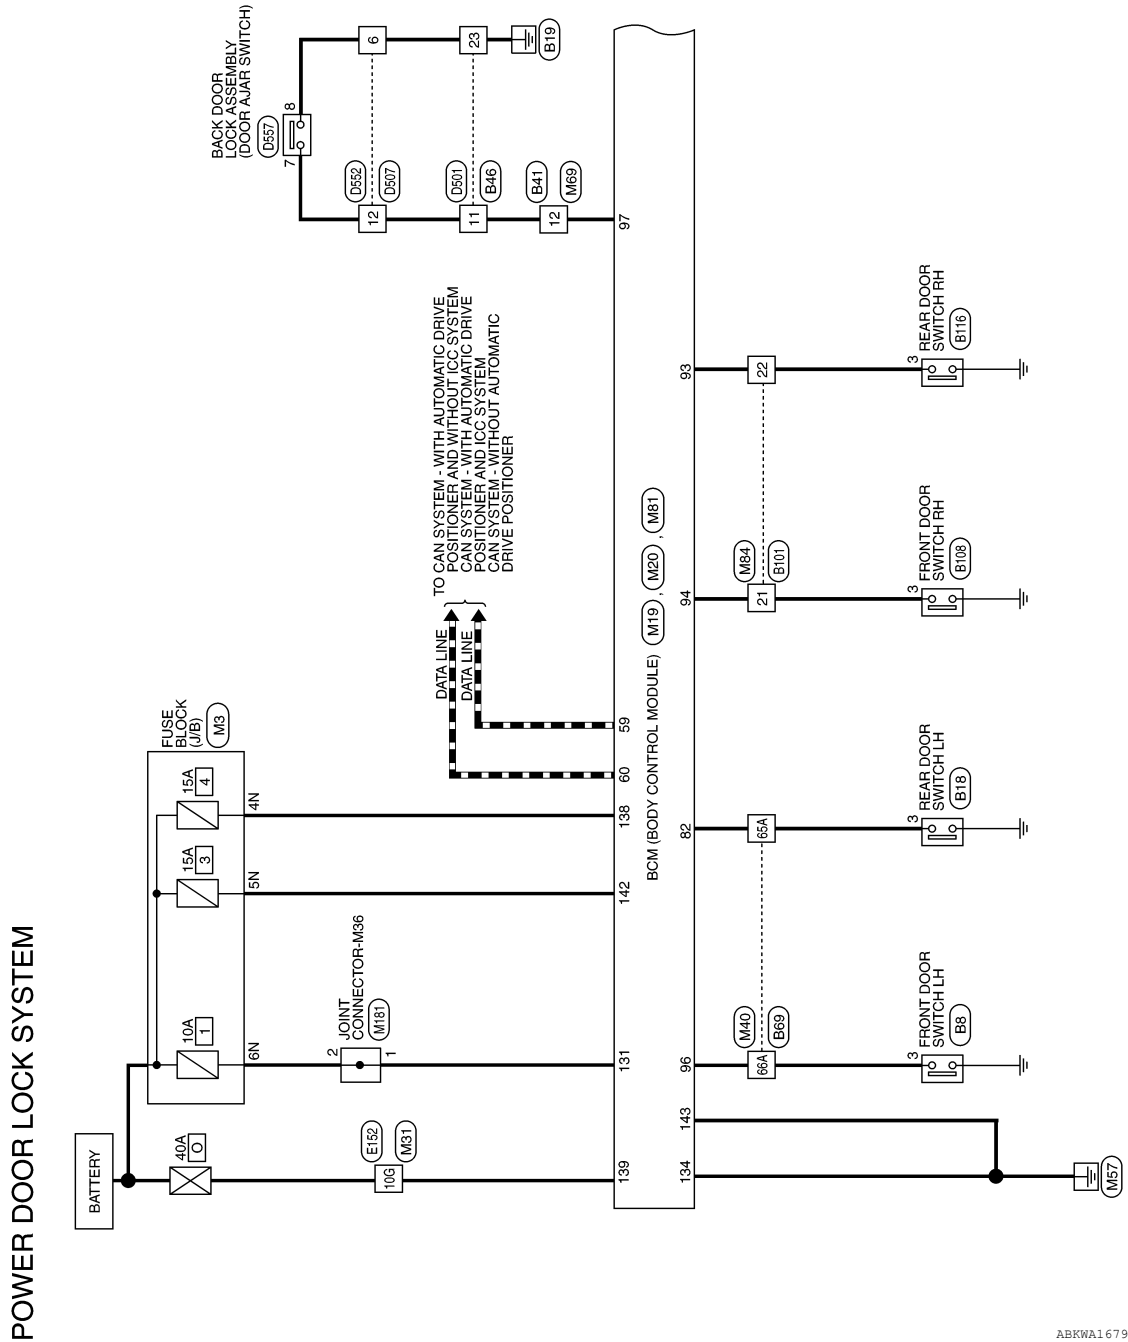 POWER DOOR LOCK SYSTEM
BATTERY
40A
O
E152
M31
10G
139
FUSE
BLOCK
(J/B)
M3
10A
1
6N
15A
3
5N
15A
4
4N
JOINT
CONNECTOR-M36
M181
2
1
131
142
138
60
59
DATA LINE
DATA LINE
TO CAN SYSTEM - WITH AUTOMATIC DRIVE
POSITIONER AND WITHOUT ICC SYSTEM
CAN SYSTEM - WITH AUTOMATIC DRIVE
POSITIONER AND ICC SYSTEM
CAN SYSTEM - WITHOUT AUTOMATIC
DRIVE POSITIONER
BACK DOOR
LOCK ASSEMBLY
(DOOR AJAR SWITCH)
D557
7
8
D552
D507
12
6
D501
B46
11
23
B19
B41
M69
12
97
BCM (BODY CONTROL MODULE)
M19 , M20 , M81
134
143
96
82
94
93
M57
M40
B69
66A
65A
M84
B101
21
22
3
FRONT DOOR
SWITCH LH
B8
3
REAR DOOR
SWITCH LH
B18
3
FRONT DOOR
SWITCH RH
B108
3
REAR DOOR
SWITCH RH
B116
ABKWA1679